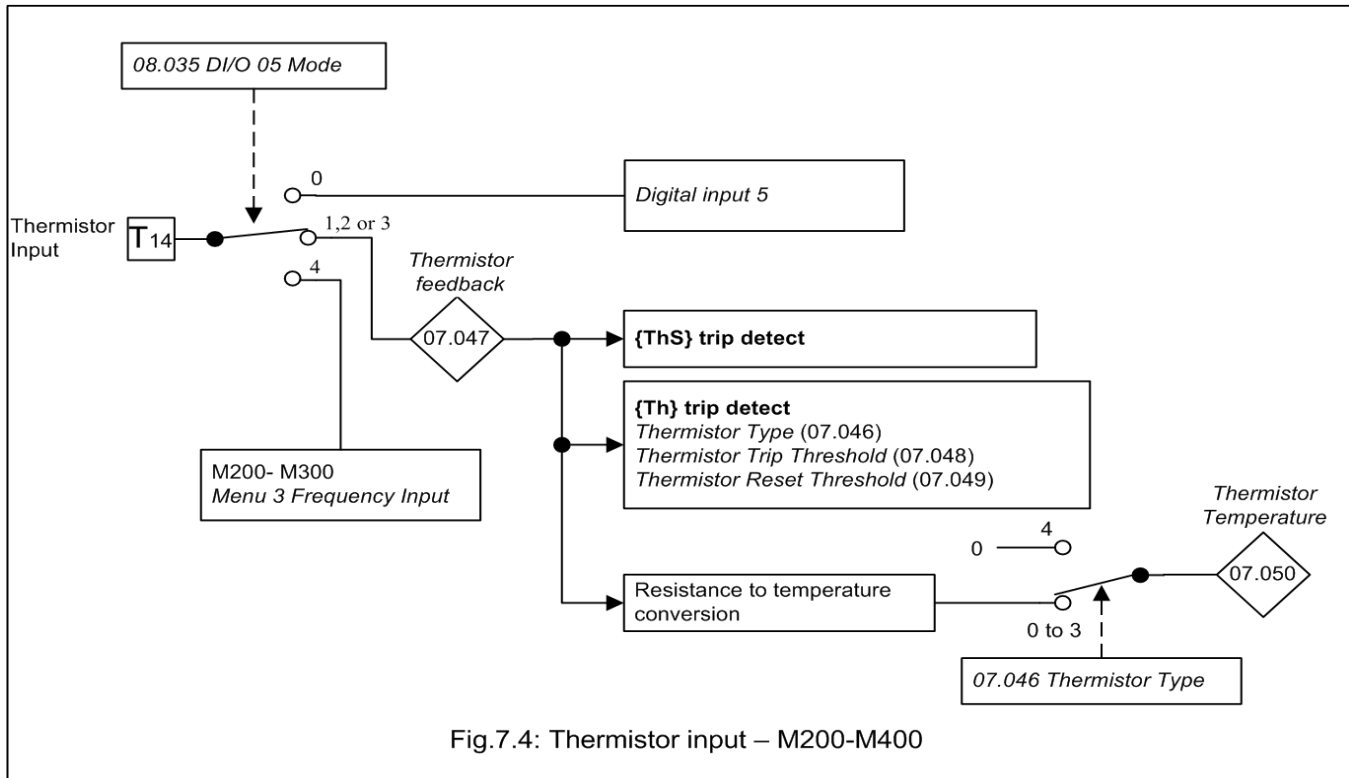 08.035 DI/O 05 Mode
0
Digital input 5
Thermistor
Input
T14
1,2 or 3
4
Thermistor
feedback
07.047
{ThS} trip detect
{Th} trip detect
Thermistor Type (07.046)
Thermistor Trip Threshold (07.048)
Thermistor Reset Threshold (07.049)
M200- M300
Menu 3 Frequency Input
Thermistor
Temperature
4
0
07.050
Resistance to temperature
conversion
0 to 3
07.046 Thermistor Type
Fig.7.4: Thermistor input – M200-M400